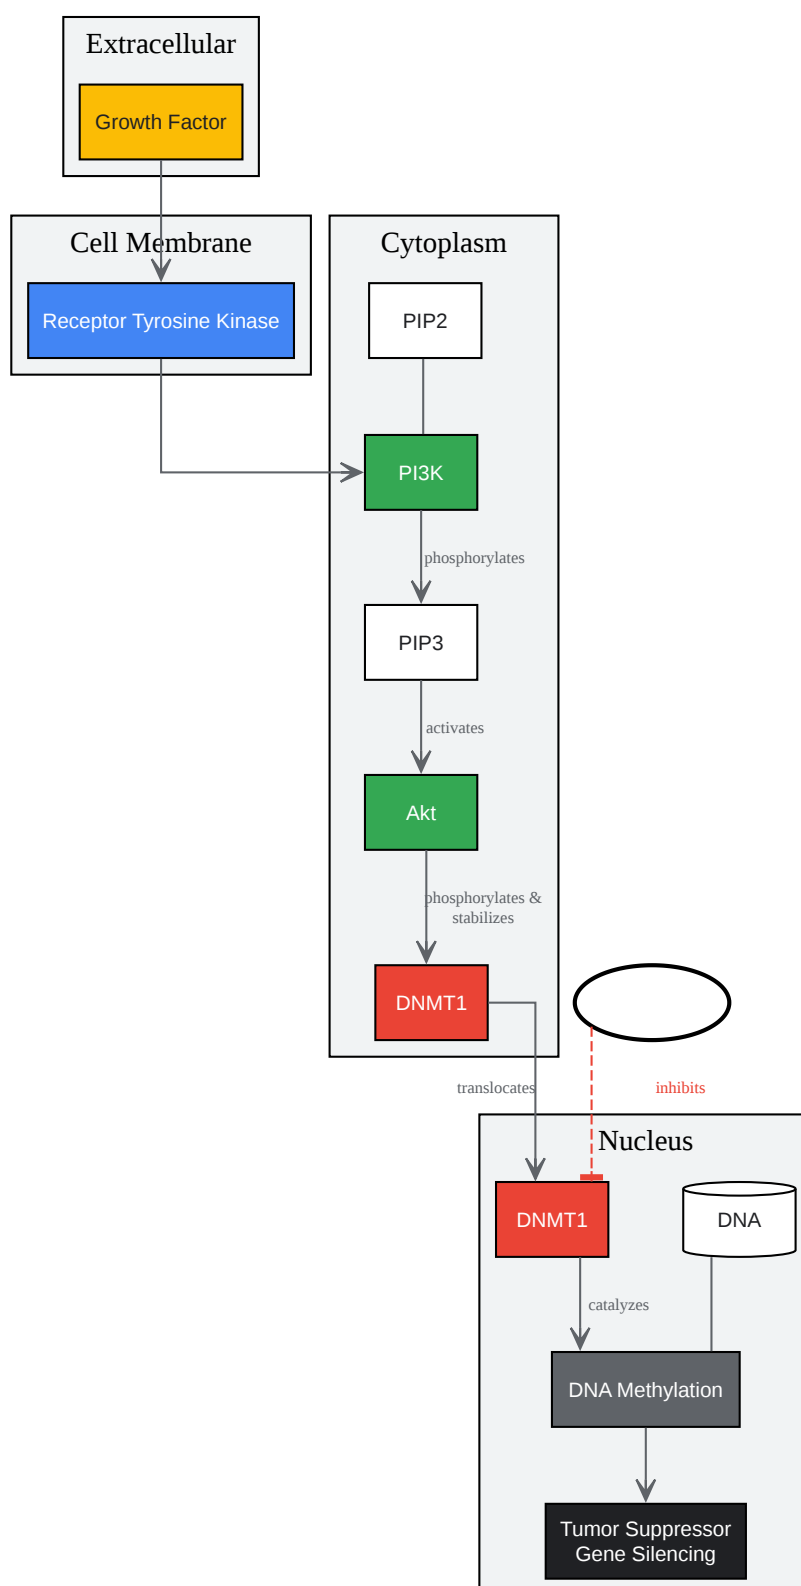 Extracellular
Growth Factor
Cell Membrane
Receptor Tyrosine Kinase
Cytoplasm
PIP2
PI3K
phosphorylates
PIP3
activates
Akt
phosphorylates &
stabilizes
DNMT1
translocates
inhibits
Nucleus
DNMT1
DNA
catalyzes
DNA Methylation
Tumor Suppressor
Gene Silencing